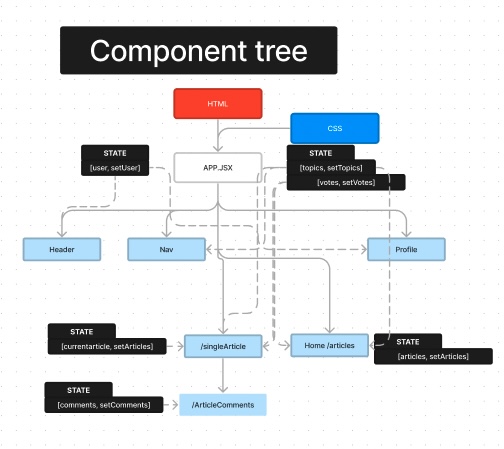 Component tree
HTML
CSS
STATE
[user, setUser]
APP.JSX
STATE
[topics, setTopics]
[votes, setVotes]
Header
Nav
Profile
STATE
[currentarticle, setArticles]
/singleArticle
Home /articles
STATE
[articles, setArticles]
STATE
[comments, setComments]
/ArticleComments